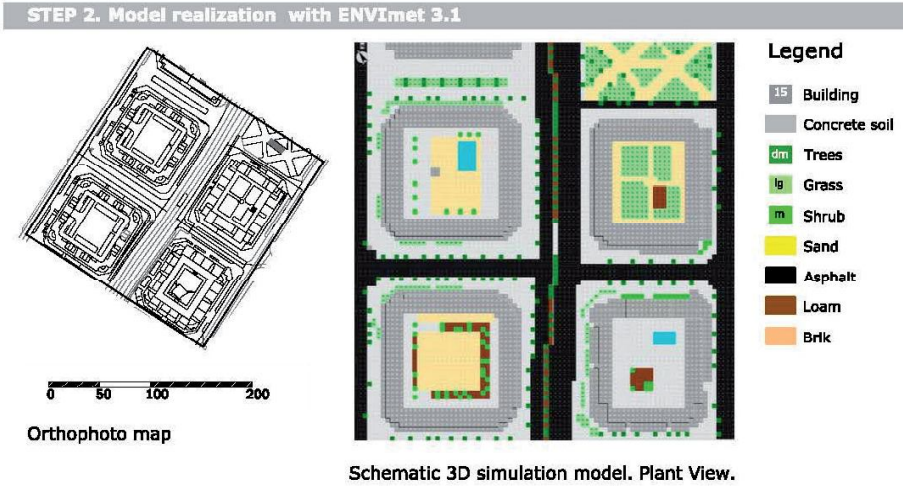 STEP 2. Model realization with ENVImet 3.1
Legend
15 Building
Concrete soil
dm Trees
lg Grass
m Shrub
Sand
Asphalt
Loam
Brik
0 50 100 200
Orthophoto map
Schematic 3D simulation model. Plant View.